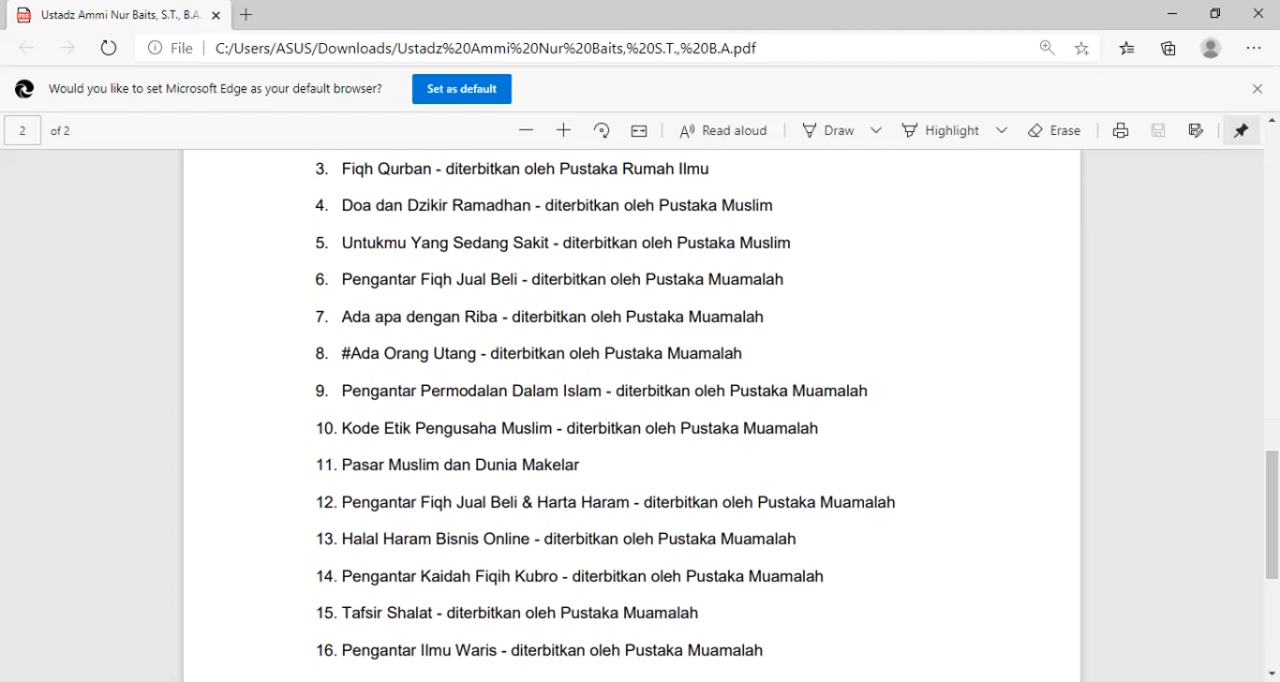 Ustadz Ammi Nur Baits, S.T., B.A.
File | C:/Users/ASUS/Downloads/Ustadz%20Ammi%20Nur%20Baits,%20S.T.,%20B.A.pdf
Would you like to set Microsoft Edge as your default browser? Set as default
2 of 2 Read aloud Draw Highlight Erase
3. Fiqh Qurban - diterbitkan oleh Pustaka Rumah Ilmu
4. Doa dan Dzikir Ramadhan - diterbitkan oleh Pustaka Muslim
5. Untukmu Yang Sedang Sakit - diterbitkan oleh Pustaka Muslim
6. Pengantar Fiqh Jual Beli - diterbitkan oleh Pustaka Muamalah
7. Ada apa dengan Riba - diterbitkan oleh Pustaka Muamalah
8. #Ada Orang Utang - diterbitkan oleh Pustaka Muamalah
9. Pengantar Permodalan Dalam Islam - diterbitkan oleh Pustaka Muamalah
10. Kode Etik Pengusaha Muslim - diterbitkan oleh Pustaka Muamalah
11. Pasar Muslim dan Dunia Makelar
12. Pengantar Fiqh Jual Beli & Harta Haram - diterbitkan oleh Pustaka Muamalah
13. Halal Haram Bisnis Online - diterbitkan oleh Pustaka Muamalah
14. Pengantar Kaidah Fiqih Kubro - diterbitkan oleh Pustaka Muamalah
15. Tafsir Shalat - diterbitkan oleh Pustaka Muamalah
16. Pengantar Ilmu Waris - diterbitkan oleh Pustaka Muamalah